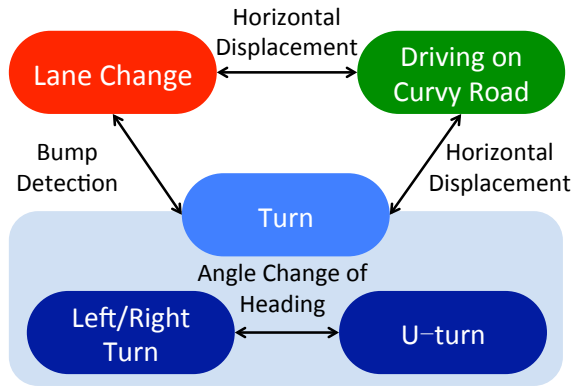 Horizontal
Displacement
Lane Change
Driving on
Curvy Road
Bump
Detection
Horizontal
Displacement
Turn
Angle Change of
Heading
Left/Right
Turn
U−turn